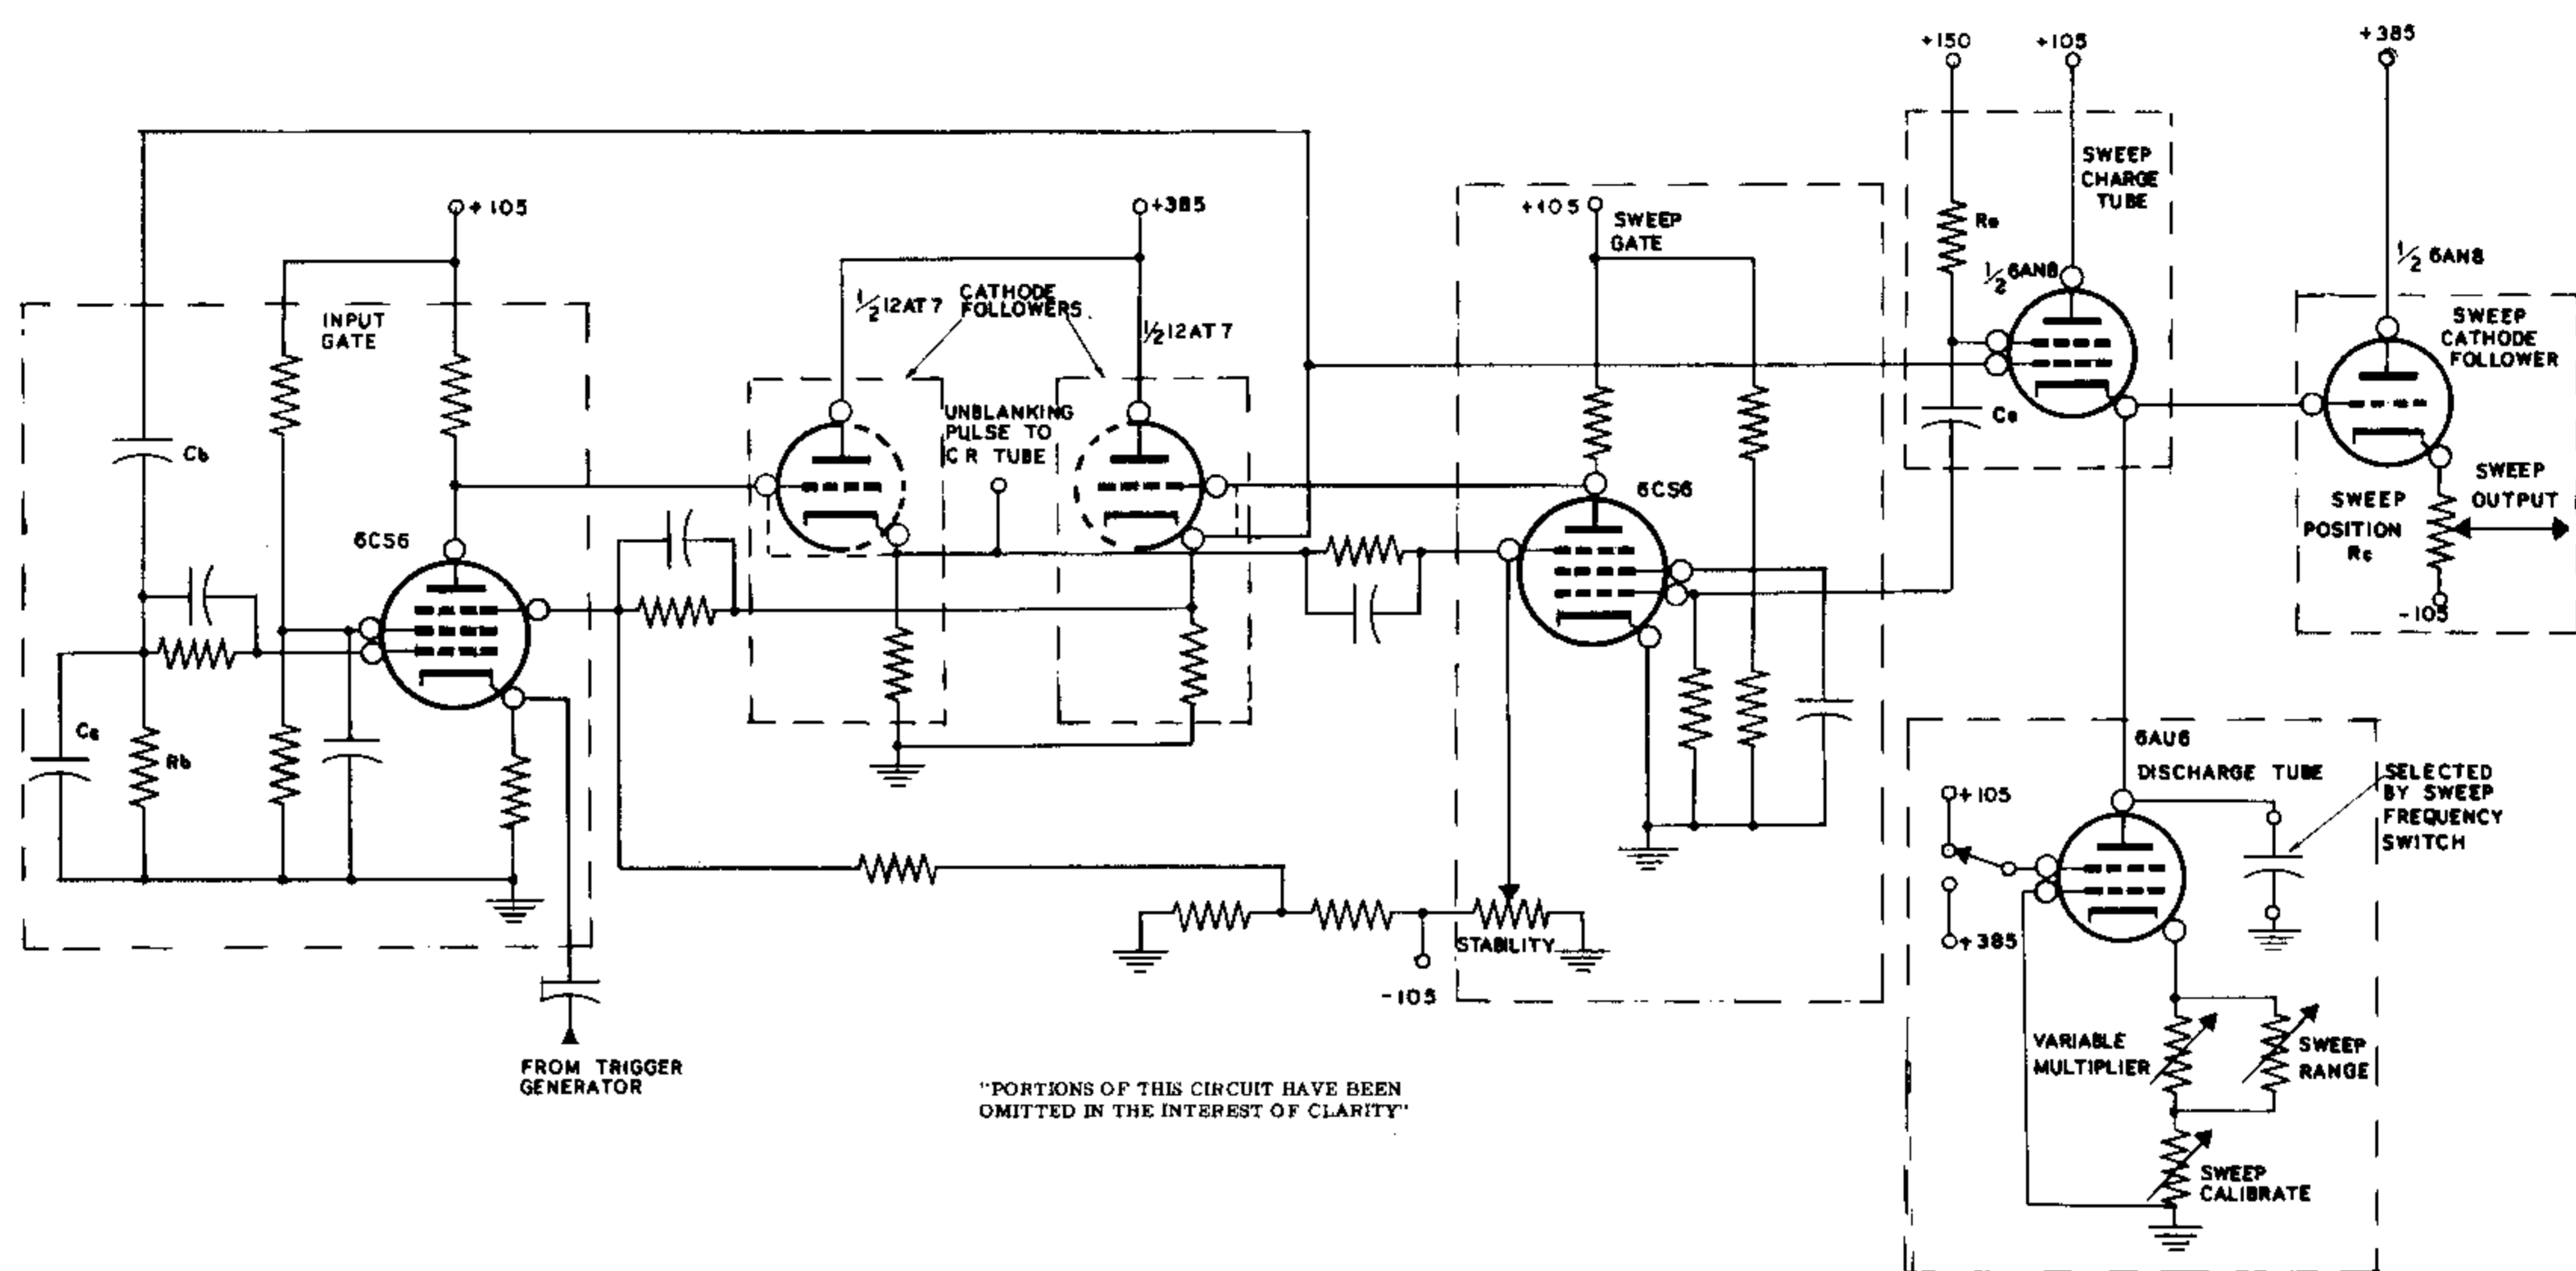 +150
+105
+385
SWEEP
CHARGE
TUBE
+105
+385
+105
SWEEP
GATE
Ra
1/2 6AN8
1/2 6AN8
INPUT
GATE
1/2 12AT7
CATHODE
FOLLOWERS
1/2 12AT7
SWEEP
CATHODE
FOLLOWER
UNBLANKING
PULSE TO
C R TUBE
Cb
Ca
6CS6
6CS6
SWEEP
OUTPUT
SWEEP
POSITION
Rc
-105
Rb
6AU6
DISCHARGE TUBE
SELECTED
BY SWEEP
FREQUENCY
SWITCH
+105
+385
STABILITY
-105
FROM TRIGGER
GENERATOR
VARIABLE
MULTIPLIER
SWEEP
RANGE
SWEEP
CALIBRATE
"PORTIONS OF THIS CIRCUIT HAVE BEEN
OMITTED IN THE INTEREST OF CLARITY"